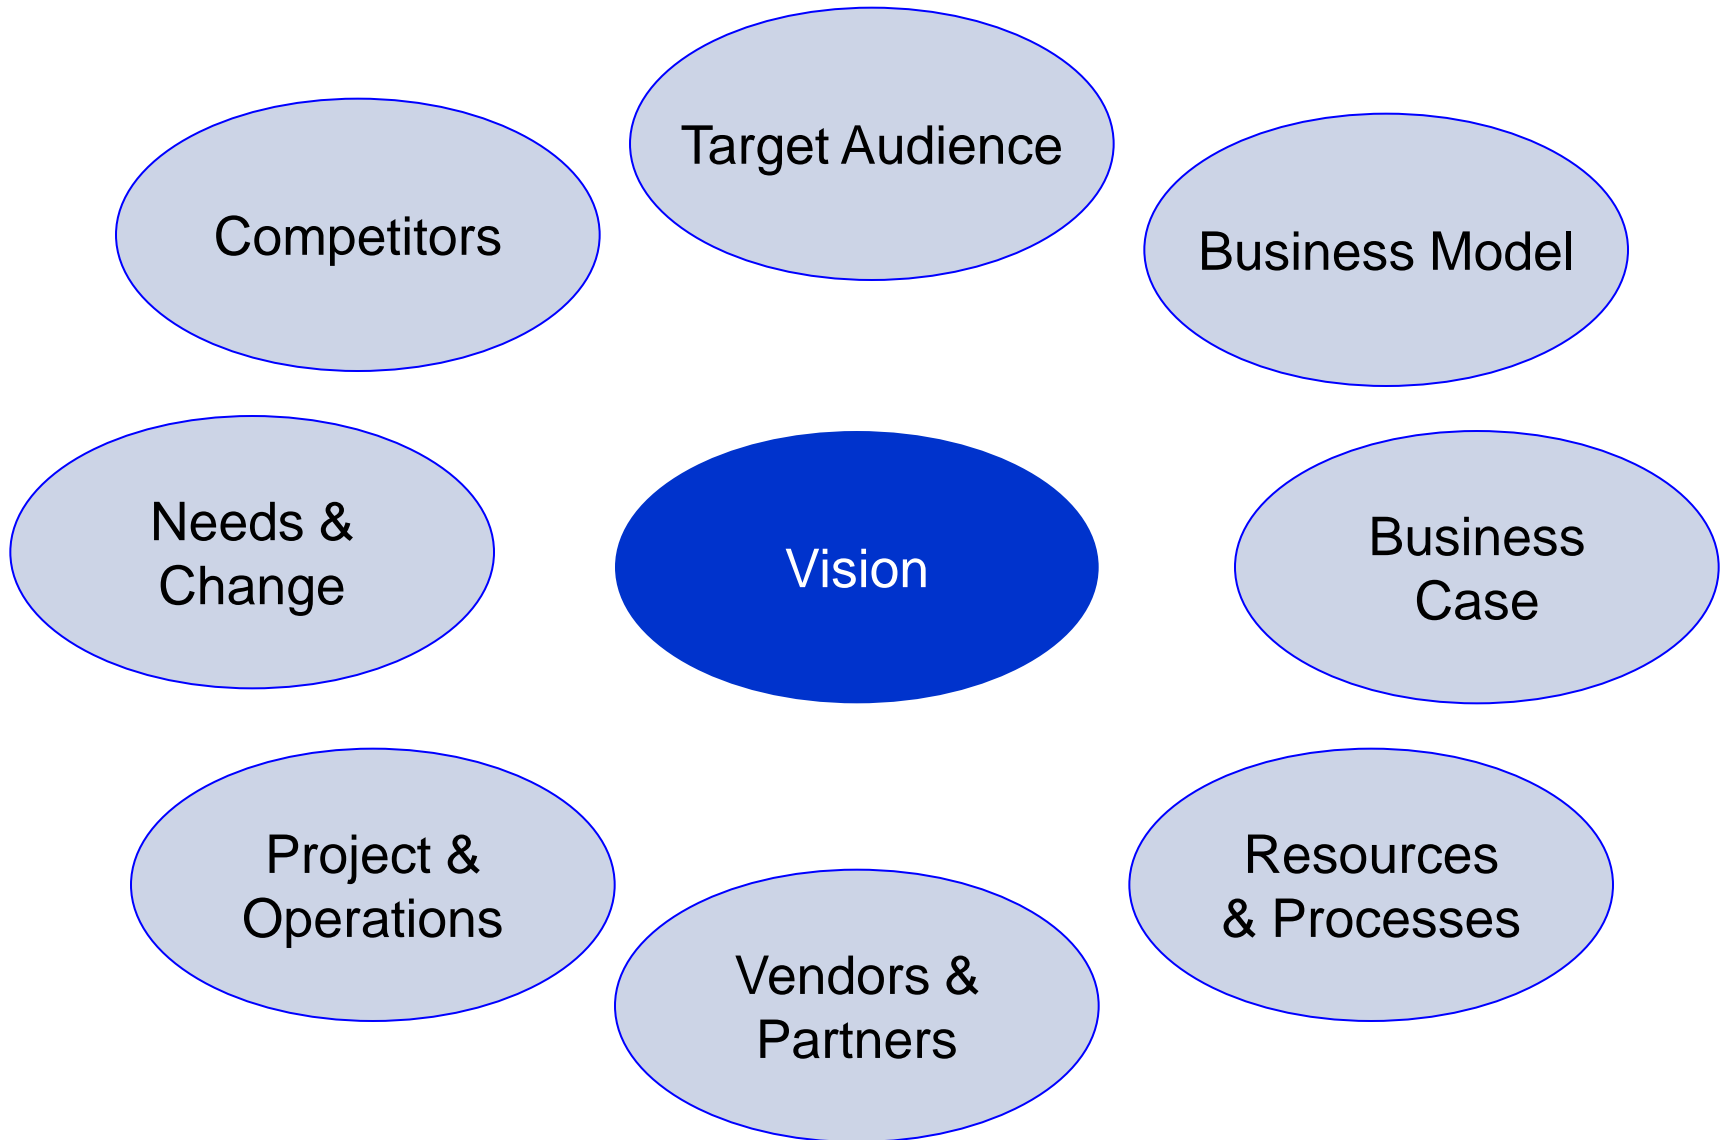 Target Audience
Competitors
Business Model
Needs &
Change
Vision
Business
Case
Project &
Operations
Resources
& Processes
Vendors &
Partners